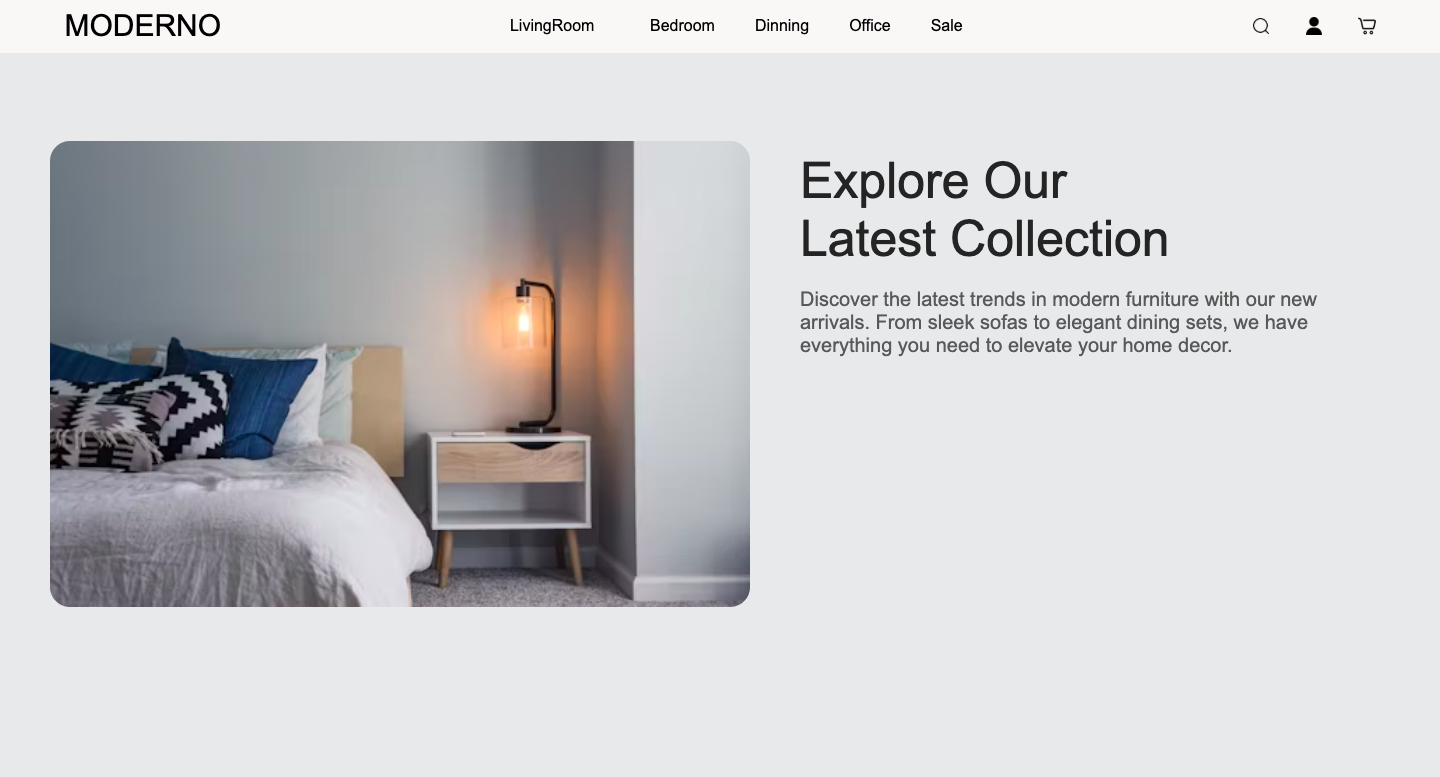 MODERNO
LivingRoom Bedroom Dinning Office Sale
Explore Our
Latest Collection
Discover the latest trends in modern furniture with our new
arrivals. From sleek sofas to elegant dining sets, we have
everything you need to elevate your home decor.